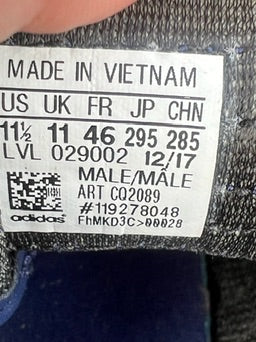 MADE IN VIETNAM
US UK FR JP CHN
11½ 11 46 295 285
LVL 029002 12/17
MALE/MÂLE
ART CQ2089
#119278048
adidas FhMKD3C>00028